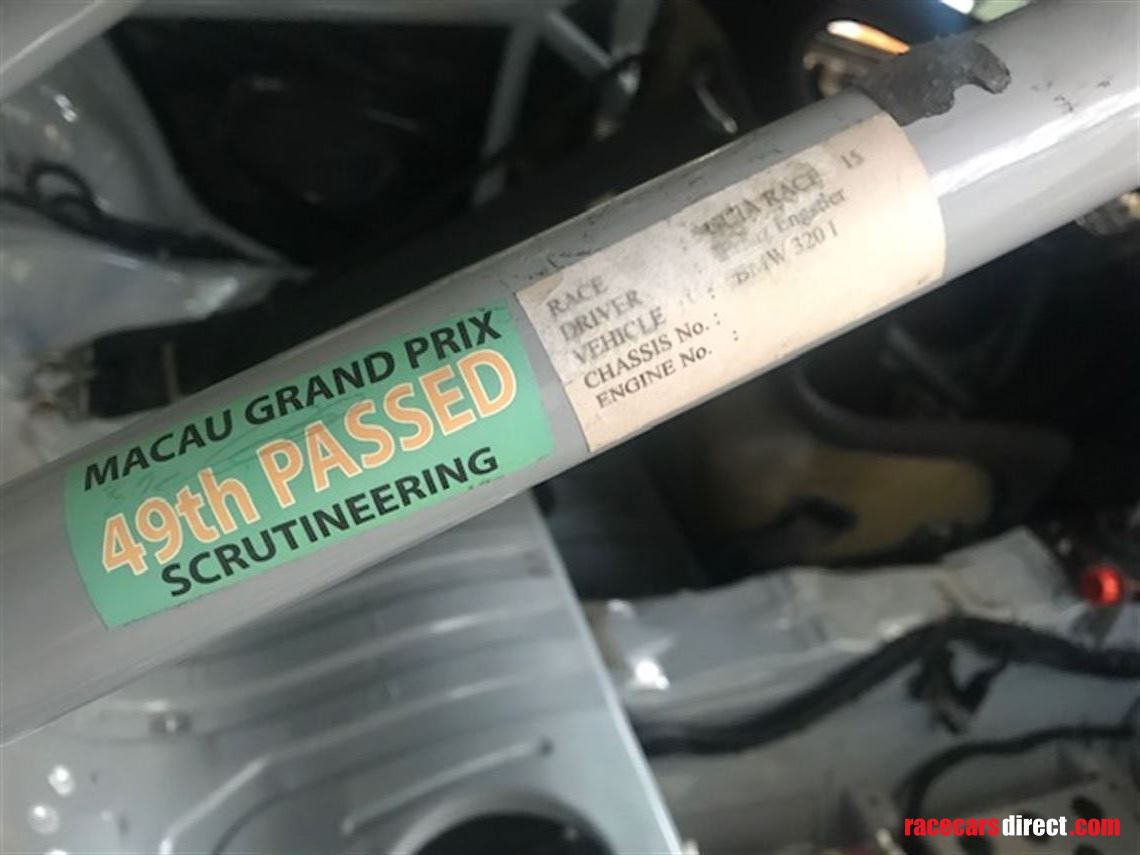 MACAU GRAND PRIX
49th PASSED
SCRUTINEERING
RACE RACE 15
DRIVER Engstler
VEHICLE : BMW 320 I
CHASSIS No. :
ENGINE No. :
racecarsdirect.com